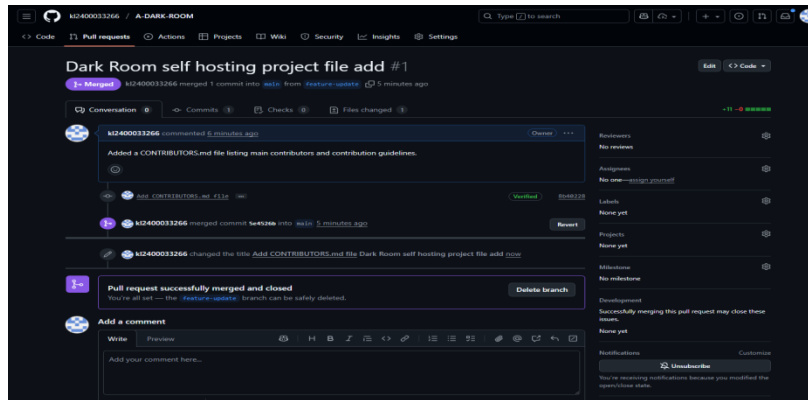 kl2400033266 / A-DARK-ROOM
Type / to search
Code Pull requests Actions Projects Wiki Security Insights Settings
Dark Room self hosting project file add #1
Edit Code
Merged kl2400033266 merged 1 commit into main from feature-update 5 minutes ago
Conversation 0 Commits 1 Checks 0 Files changed 1
+11 −0
kl2400033266 commented 6 minutes ago
Owner
Added a CONTRIBUTORS.md file listing main contributors and contribution guidelines.
Add CONTRIBUTORS.md file
Verified
kl2400033266 merged commit 5e4526b into main 5 minutes ago
Revert
kl2400033266 changed the title Add CONTRIBUTORS.md file Dark Room self hosting project file add now
Pull request successfully merged and closed
You're all set — the feature-update branch can be safely deleted.
Delete branch
Add a comment
Write Preview
Add your comment here...
Reviewers
No reviews
Assignees
No one—assign yourself
Labels
None yet
Projects
None yet
Milestone
No milestone
Development
Successfully merging this pull request may close these
issues.
None yet
Notifications Customize
Unsubscribe
You're receiving notifications because you modified the
open/close state.